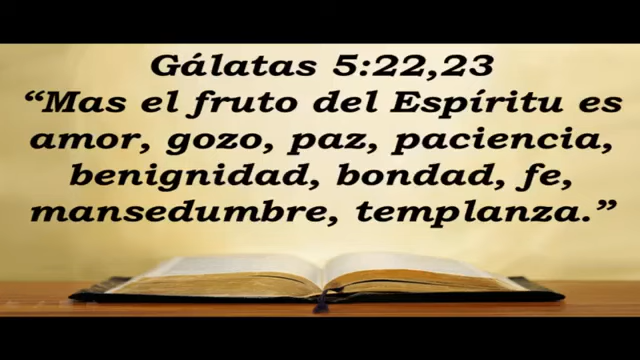 Gálatas 5:22,23
“Mas el fruto del Espíritu es
amor, gozo, paz, paciencia,
benignidad, bondad, fe,
mansedumbre, templanza.”